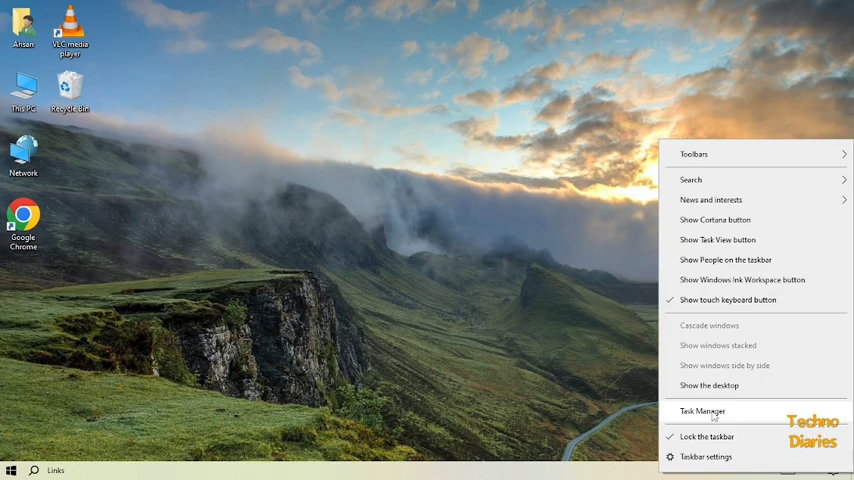 Ahsan
VLC media
player
This PC
Recycle Bin
Network
Google
Chrome
Toolbars
Search
News and interests
Show Cortana button
Show Task View button
Show People on the taskbar
Show Windows Ink Workspace button
Show touch keyboard button
Cascade windows
Show windows stacked
Show windows side by side
Show the desktop
Task Manager
Lock the taskbar
Taskbar settings
Techno
Diaries
Links